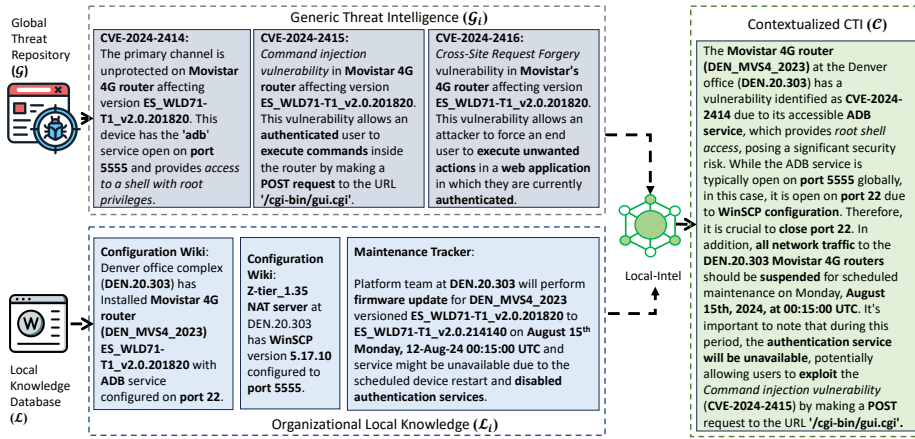 Global
Threat
Repository
(𝒢)
Generic Threat Intelligence (𝒢ᵢ)
CVE-2024-2414:
The primary channel is
unprotected on Movistar
4G router affecting
version ES_WLD71-
T1_v2.0.201820. This
device has the 'adb'
service open on port
5555 and provides access
to a shell with root
privileges.
CVE-2024-2415:
Command injection
vulnerability in Movistar 4G
router affecting version
ES_WLD71-T1_v2.0.201820.
This vulnerability allows an
authenticated user to
execute commands inside
the router by making a
POST request to the URL
'/cgi-bin/gui.cgi'.
CVE-2024-2416:
Cross-Site Request Forgery
vulnerability in Movistar's
4G router affecting version
ES_WLD71-T1_v2.0.201820.
This vulnerability allows an
attacker to force an end
user to execute unwanted
actions in a web application
in which they are currently
authenticated.
Local
Knowledge
Database
(ℒ)
W
Configuration Wiki:
Denver office complex
(DEN.20.303) has
Installed Movistar 4G
router
(DEN_MVS4_2023)
ES_WLD71-
T1_v2.0.201820 with
ADB service
configured on port 22.
Configuration
Wiki:
Z-tier_1.35
NAT server at
DEN.20.303
has WinSCP
version 5.17.10
configured to
port 5555.
Maintenance Tracker:
Platform team at DEN.20.303 will perform
firmware update for DEN_MVS4_2023
versioned ES_WLD71-T1_v2.0.201820 to
ES_WLD71-T1_v2.0.214140 on August 15th
Monday, 12-Aug-24 00:15:00 UTC and
service might be unavailable due to the
scheduled device restart and disabled
authentication services.
Organizational Local Knowledge (ℒᵢ)
Local-Intel
Contextualized CTI (𝒞)
The Movistar 4G router
(DEN_MVS4_2023) at the Denver
office (DEN.20.303) has a
vulnerability identified as CVE-2024-
2414 due to its accessible ADB
service, which provides root shell
access, posing a significant security
risk. While the ADB service is
typically open on port 5555 globally,
in this case, it is open on port 22 due
to WinSCP configuration. Therefore,
it is crucial to close port 22. In
addition, all network traffic to the
DEN.20.303 Movistar 4G routers
should be suspended for scheduled
maintenance on Monday, August
15th, 2024, at 00:15:00 UTC. It's
important to note that during this
period, the authentication service
will be unavailable, potentially
allowing users to exploit the
Command injection vulnerability
(CVE-2024-2415) by making a POST
request to the URL '/cgi-bin/gui.cgi'.